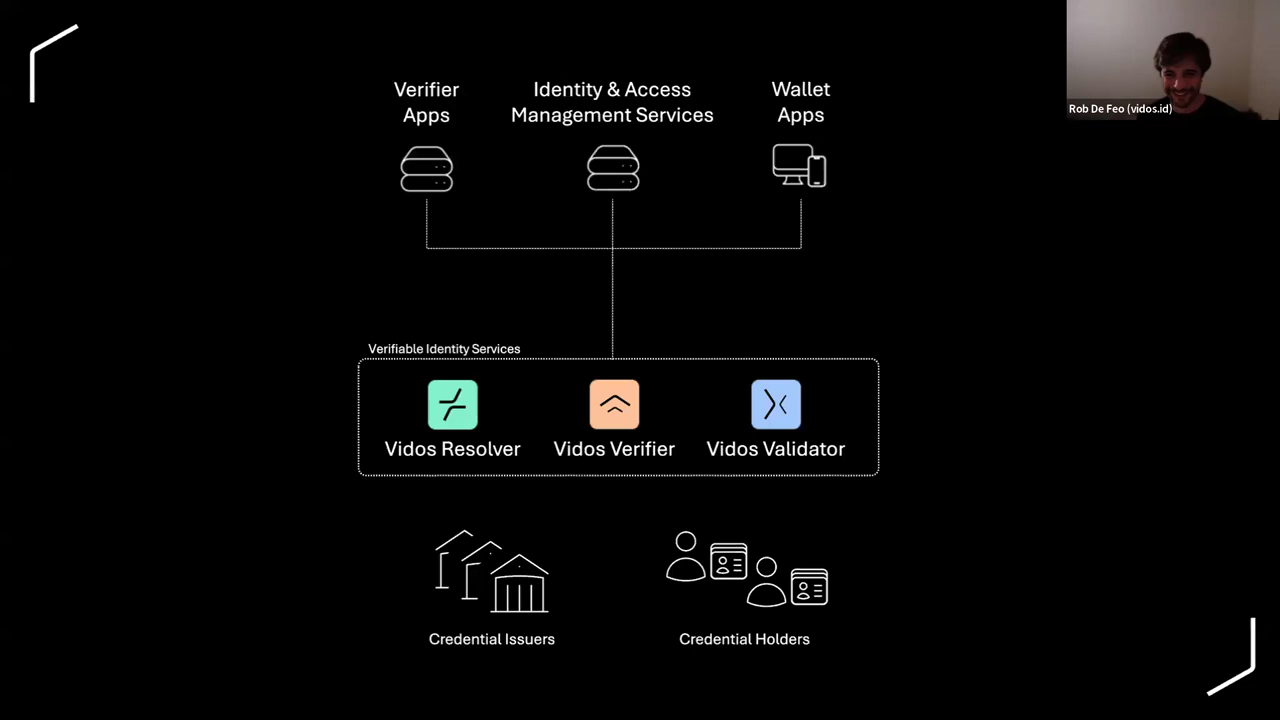 Verifier
Apps
Identity & Access
Management Services
Wallet
Apps
Rob De Feo (vidos.id)
Verifiable Identity Services
Vidos Resolver
Vidos Verifier
Vidos Validator
Credential Issuers
Credential Holders